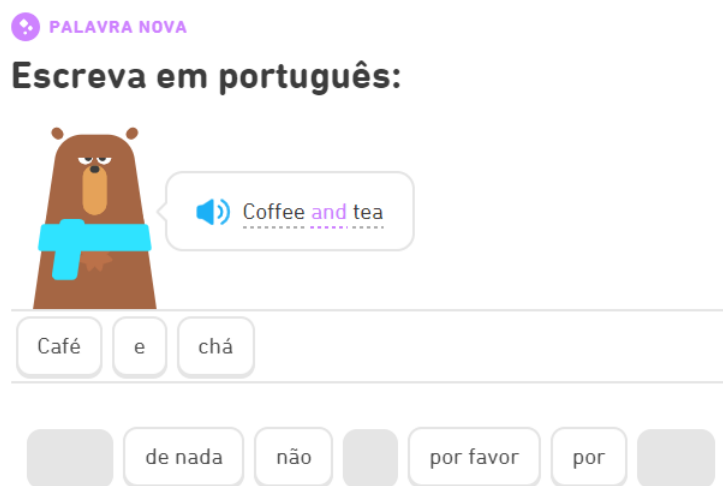 PALAVRA NOVA
Escreva em português:
Coffee and tea
Café e chá
de nada não por favor por